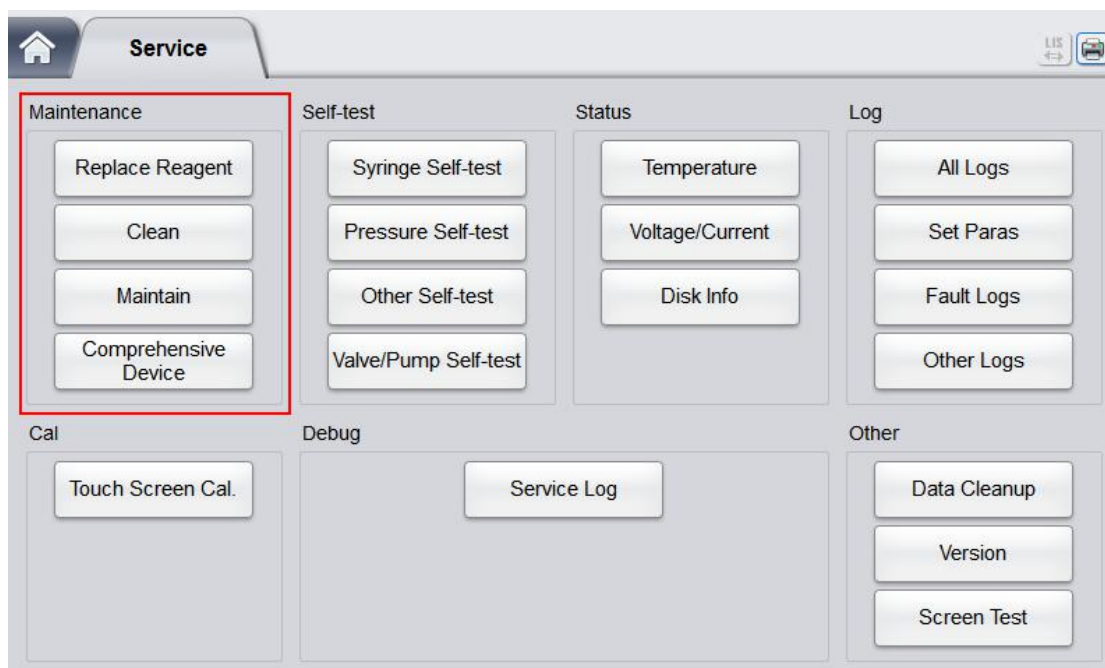 Service
LIS
Maintenance
Replace Reagent
Clean
Maintain
Comprehensive
Device
Self-test
Syringe Self-test
Pressure Self-test
Other Self-test
Valve/Pump Self-test
Status
Temperature
Voltage/Current
Disk Info
Log
All Logs
Set Paras
Fault Logs
Other Logs
Cal
Touch Screen Cal.
Debug
Service Log
Other
Data Cleanup
Version
Screen Test